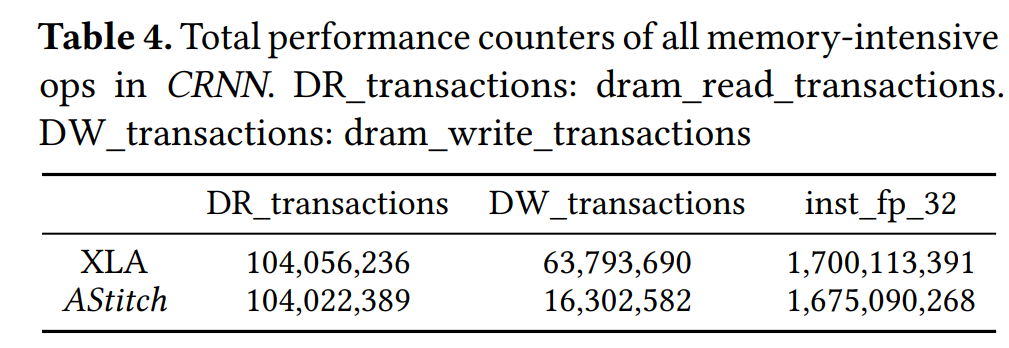 Table 4. Total performance counters of all memory-intensive
ops in CRNN. DR_transactions: dram_read_transactions.
DW_transactions: dram_write_transactions
DR_transactions DW_transactions inst_fp_32
XLA 104,056,236 63,793,690 1,700,113,391
AStitch 104,022,389 16,302,582 1,675,090,268